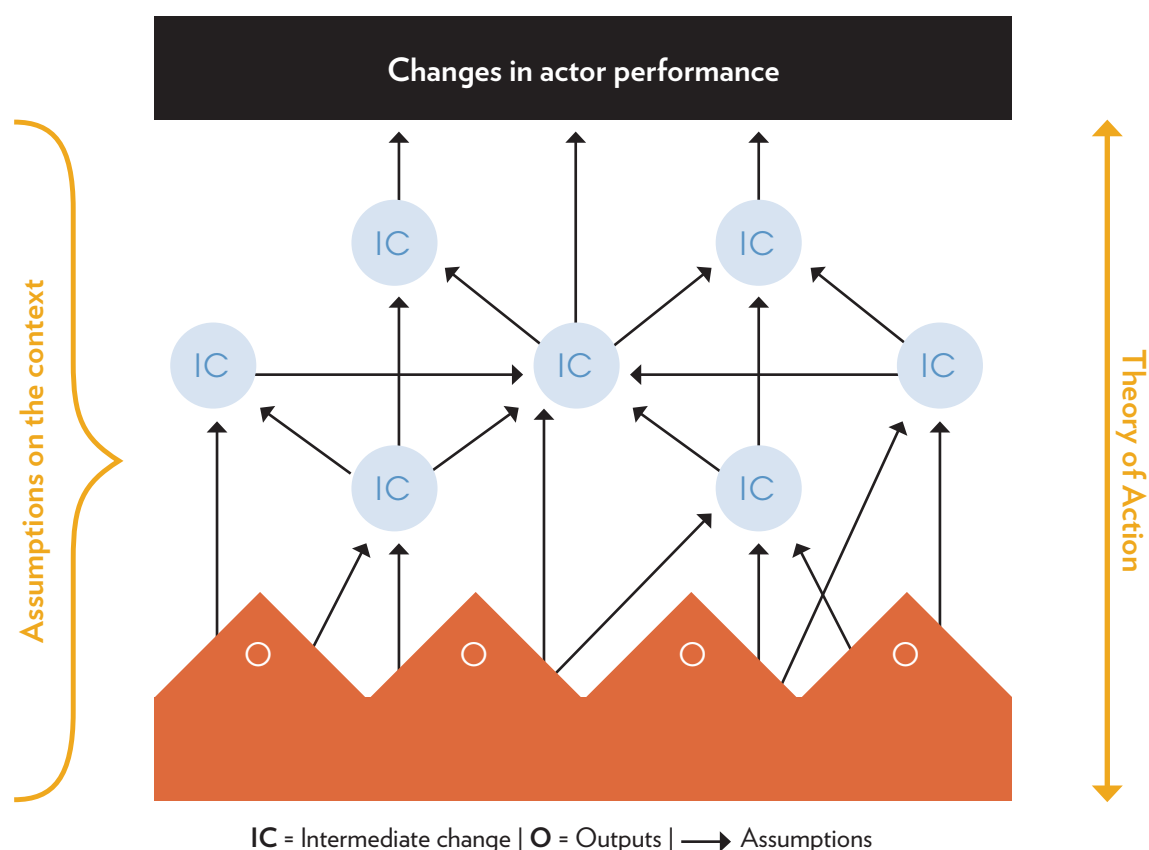 Changes in actor performance
Assumptions on the context
IC
IC
IC
IC
IC
IC
IC
Theory of Action
O
O
O
O
IC = Intermediate change | O = Outputs | ⟶ Assumptions